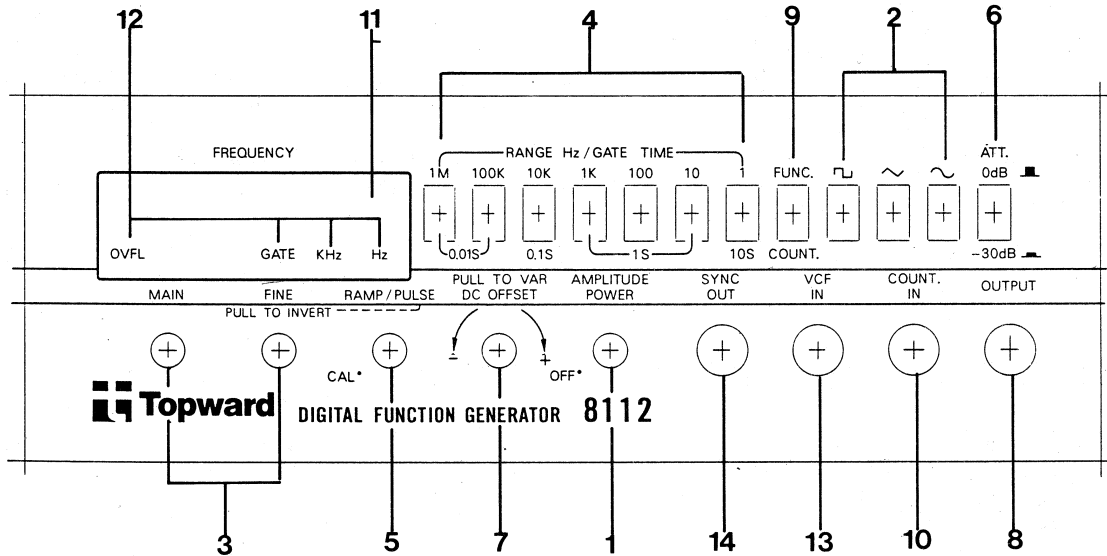 12 11 4 9 2 6
FREQUENCY
RANGE Hz / GATE TIME
ATT.
1M 100K 10K 1K 100 10 1 FUNC. 0dB
OVFL GATE KHz Hz
0.01S 0.1S 1S 10S COUNT. -30dB
MAIN FINE RAMP / PULSE
PULL TO INVERT
PULL TO VAR
DC OFFSET
AMPLITUDE
POWER
SYNC
OUT
VCF
IN
COUNT.
IN
OUTPUT
- +
CAL OFF
Topward DIGITAL FUNCTION GENERATOR 8112
3 5 7 1 14 13 10 8